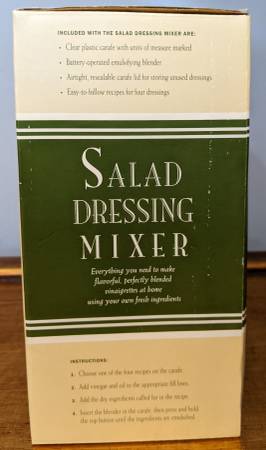 INCLUDED WITH THE SALAD DRESSING MIXER ARE:
• Clear plastic carafe with units of measure marked
• Battery-operated emulsifying blender
• Airtight, resealable carafe lid for storing unused dressings
• Easy-to-follow recipes for four dressings
SALAD
DRESSING
MIXER
Everything you need to make
flavorful, perfectly blended
vinaigrettes at home
using your own fresh ingredients
INSTRUCTIONS:
1. Choose one of the four recipes on the carafe.
2. Add vinegar and oil to the appropriate fill lines.
3. Add the dry ingredients called for in the recipe.
4. Insert the blender in the carafe, then press and hold
the top button until the ingredients are emulsified.